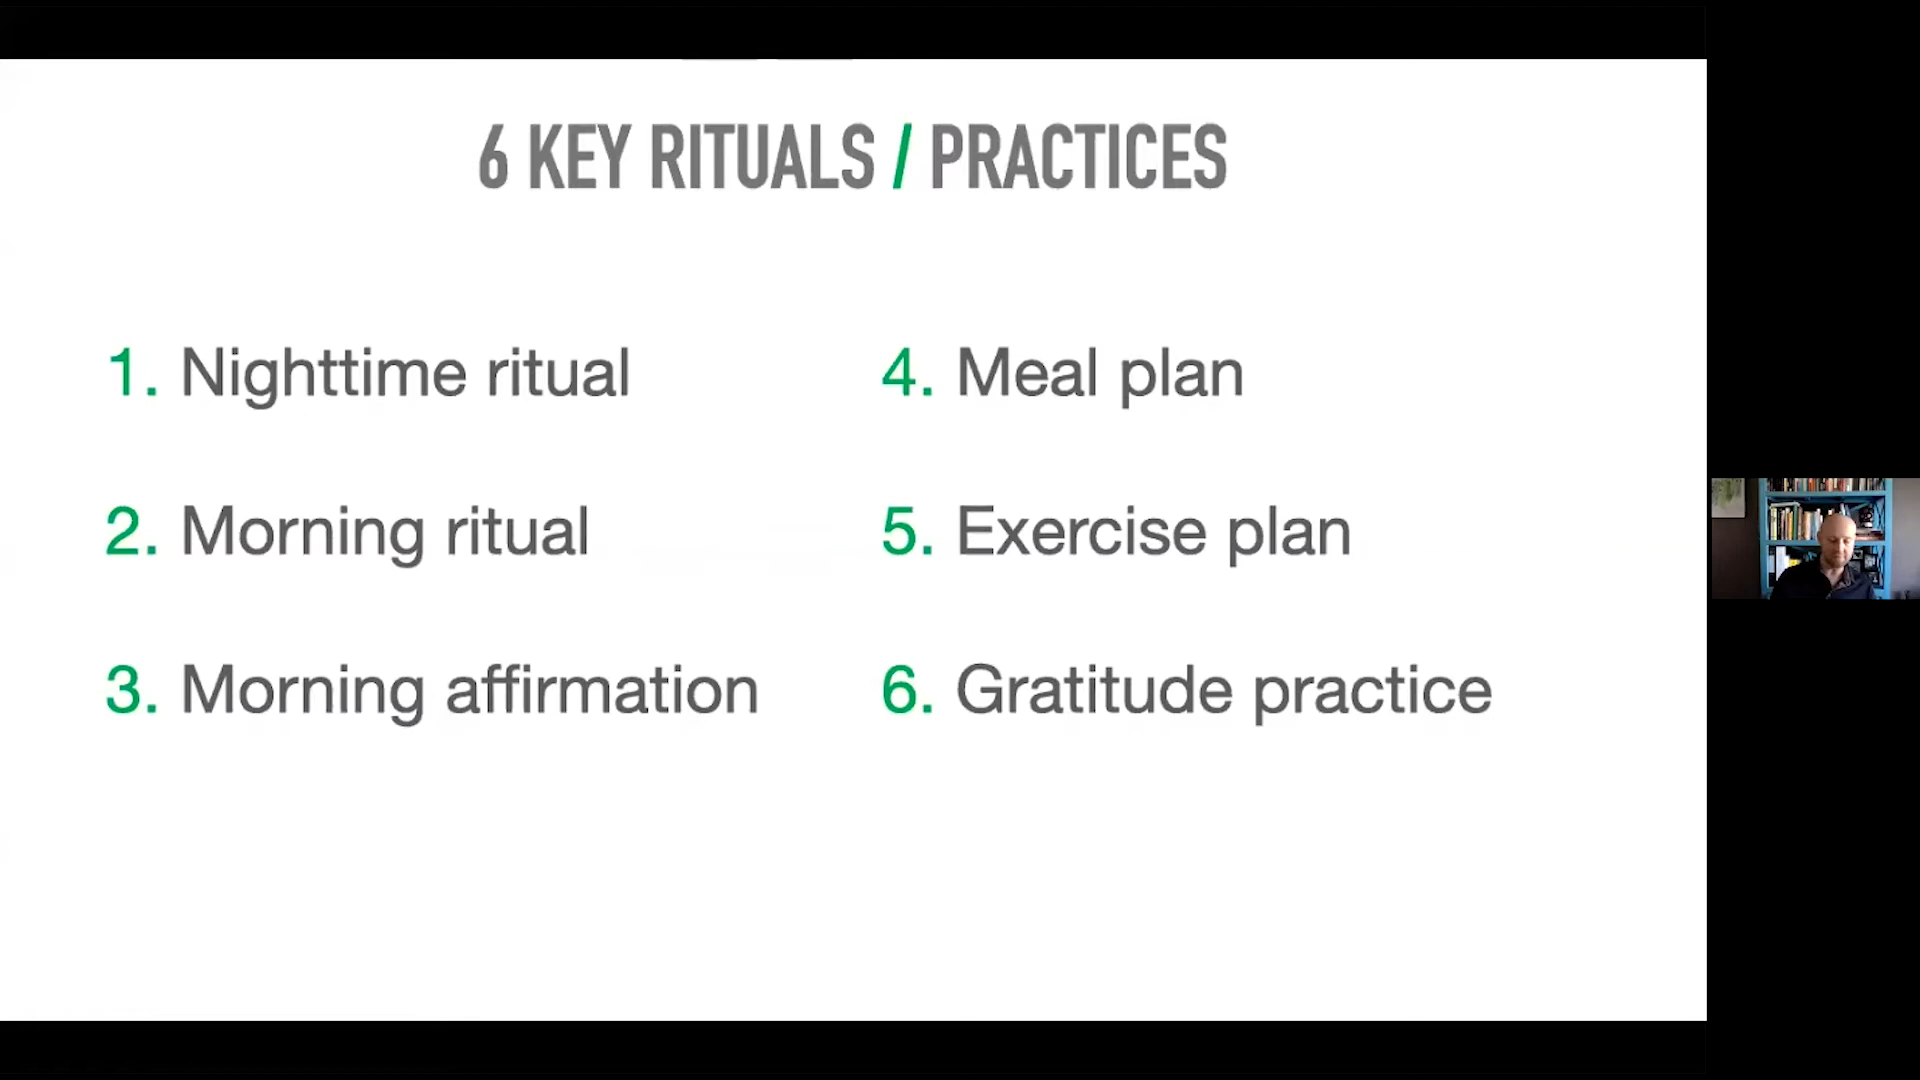 6 KEY RITUALS / PRACTICES
1. Nighttime ritual
2. Morning ritual
3. Morning affirmation
4. Meal plan
5. Exercise plan
6. Gratitude practice